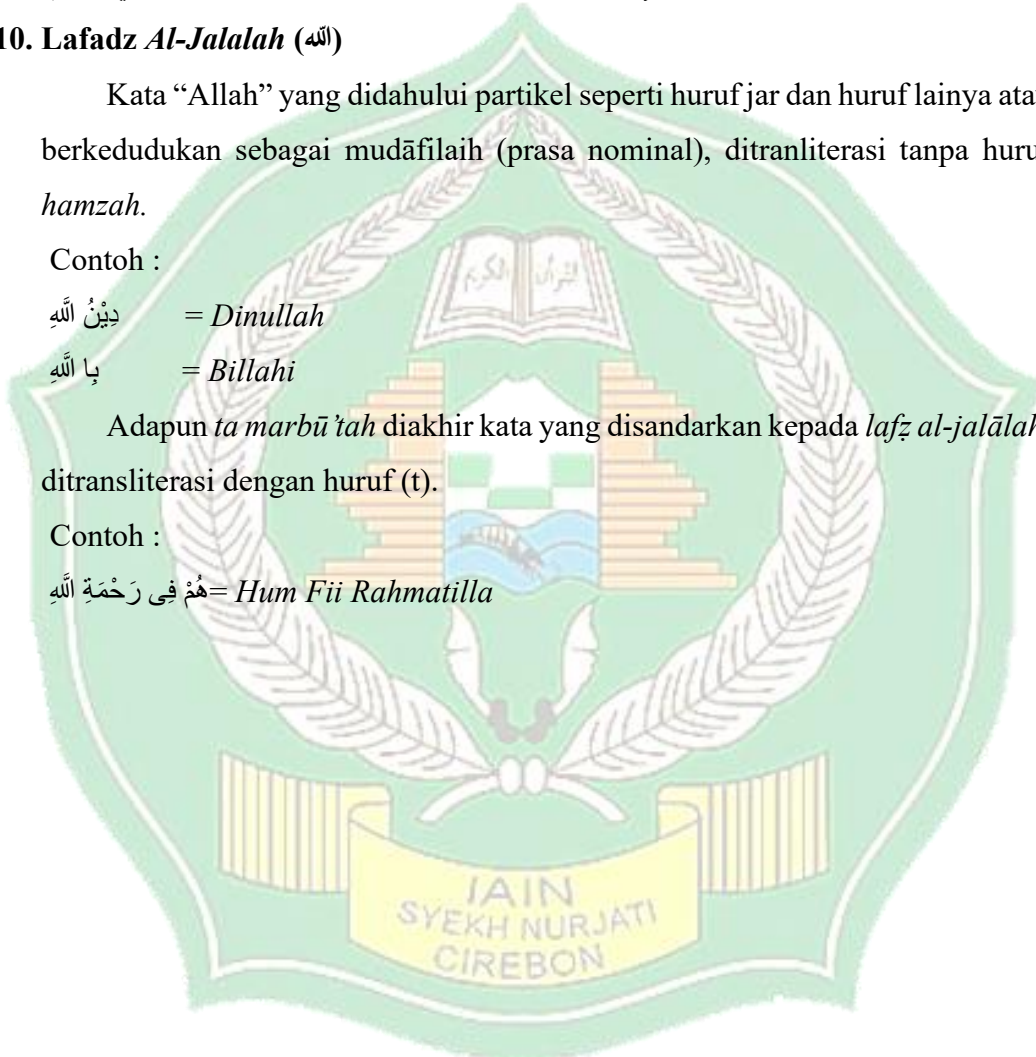 10. Lafadz Al-Jalalah (الله)
Kata “Allah” yang didahului partikel seperti huruf jar dan huruf lainya
berkedudukan sebagai mudāfilaih (prasa nominal), ditranliterasi tanpa
hamzah.
Contoh :
دِيْنُ اللَّهِ = Dinullah
بِا اللَّهِ = Billahi
Adapun ta marbū’tah diakhir kata yang disandarkan kepada lafẓ al-jalālah
ditransliterasi dengan huruf (t).
Contoh :
هُمْ فِى رَحْمَةِ اللَّهِ = Hum Fii Rahmatilla
القرآن الكريم
IAIN
SYEKH NURJATI
CIREBON